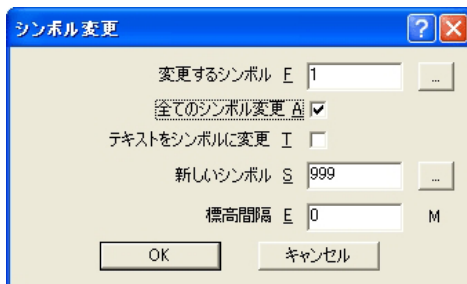 シンボル変更
変更するシンボル F 1 ...
全てのシンボル変更 A
テキストをシンボルに変更 T
新しいシンボル S 999 ...
標高間隔 E 0 M
OK キャンセル